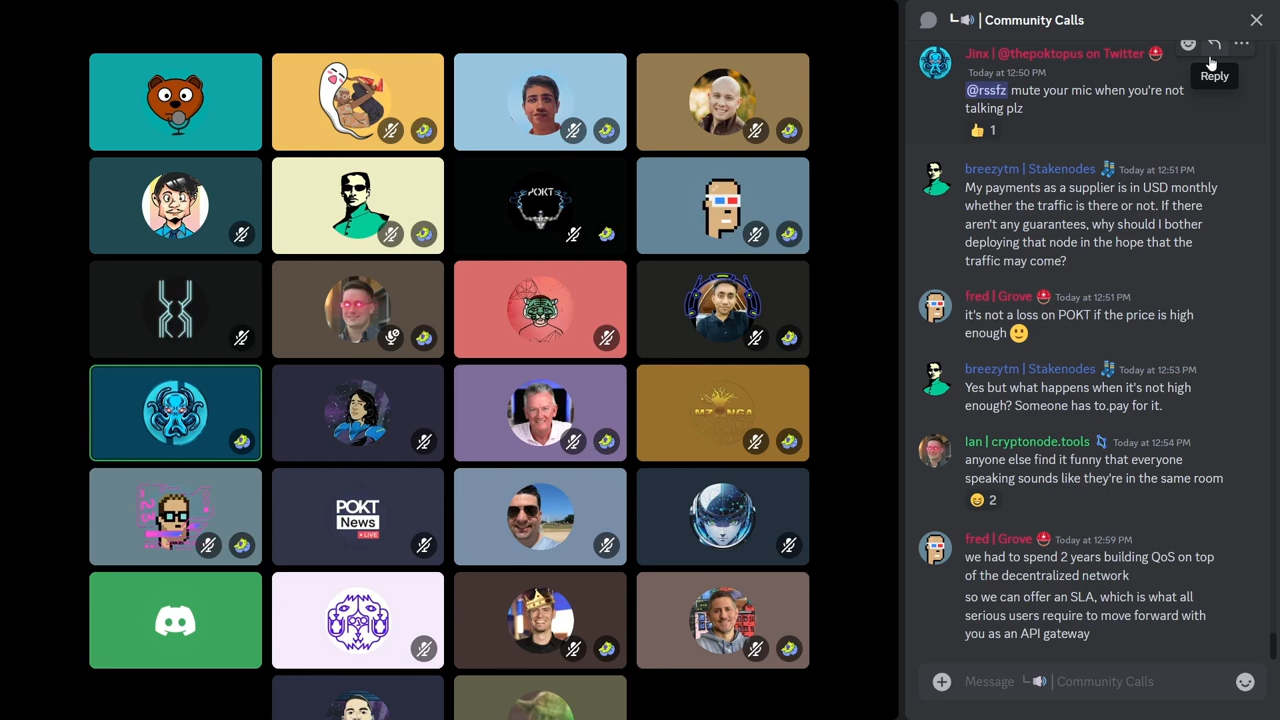 ┗🔊 | Community Calls
Jinx | @thepoktopus on Twitter
Today at 12:50 PM
Reply
@rssfz mute your mic when you're not
talking plz
👍 1
breezytm | Stakenodes Today at 12:51 PM
My payments as a supplier is in USD monthly
whether the traffic is there or not. If there
aren't any guarantees, why should I bother
deploying that node in the hope that the
traffic may come?
fred | Grove Today at 12:51 PM
it's not a loss on POKT if the price is high
enough 🙂
breezytm | Stakenodes Today at 12:53 PM
Yes but what happens when it's not high
enough? Someone has to.pay for it.
Ian | cryptonode.tools Today at 12:54 PM
anyone else find it funny that everyone
speaking sounds like they're in the same room
😆 2
fred | Grove Today at 12:59 PM
we had to spend 2 years building QoS on top
of the decentralized network
so we can offer an SLA, which is what all
serious users require to move forward with
you as an API gateway
Message ┗🔊 | Community Calls
POKT
MZONGA
POKT
News
LIVE